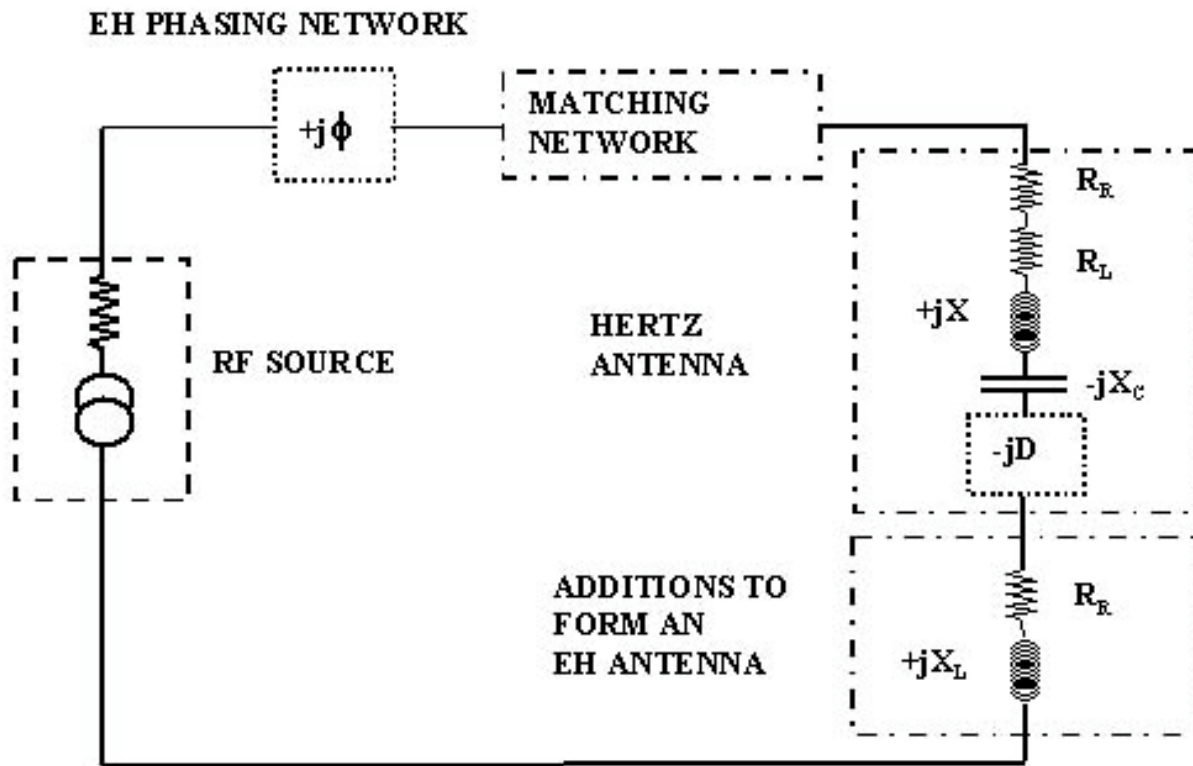 EH PHASING NETWORK
+jϕ
MATCHING
NETWORK
R_R
R_L
+jX
HERTZ
ANTENNA
RF SOURCE
-jX_C
-jD
ADDITIONS TO
FORM AN
EH ANTENNA
R_R
+jX_L